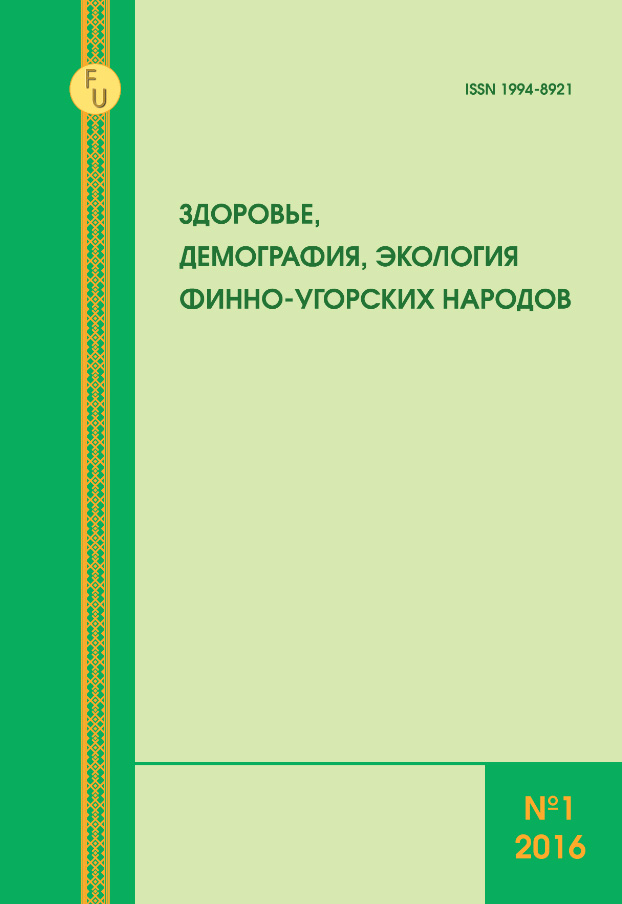 F
U
ISSN 1994-8921
ЗДОРОВЬЕ,
ДЕМОГРАФИЯ, ЭКОЛОГИЯ
ФИННО-УГОРСКИХ НАРОДОВ
№1
2016